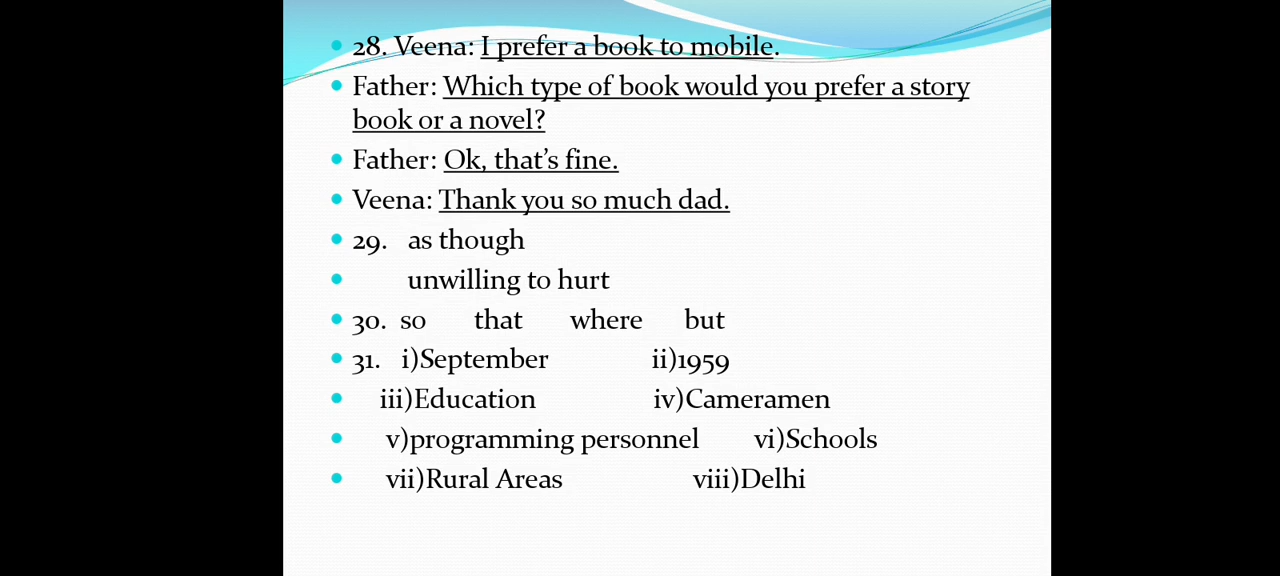 28. Veena: I prefer a book to mobile.
Father: Which type of book would you prefer a story
book or a novel?
Father: Ok, that's fine.
Veena: Thank you so much dad.
29. as though
unwilling to hurt
30. so that where but
31. i)September ii)1959
iii)Education iv)Cameramen
v)programming personnel vi)Schools
vii)Rural Areas viii)Delhi